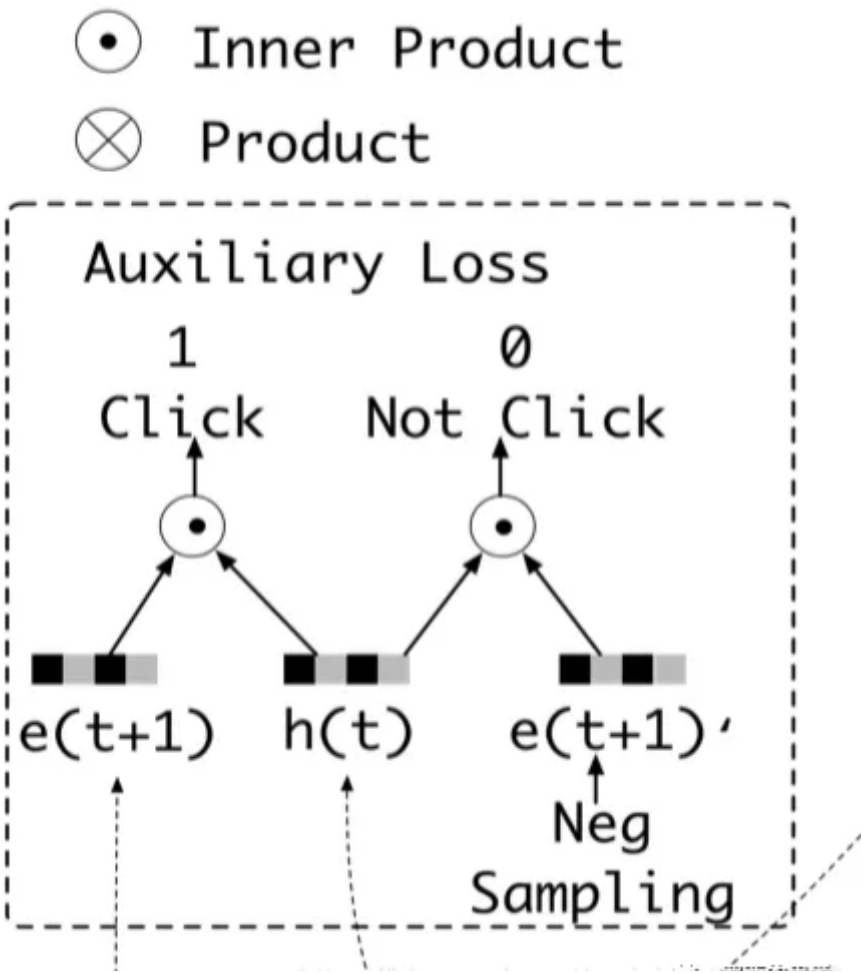 Inner Product
Product
Auxiliary Loss
1 0
Click Not Click
e(t+1) h(t) e(t+1)‘
Neg
Sampling